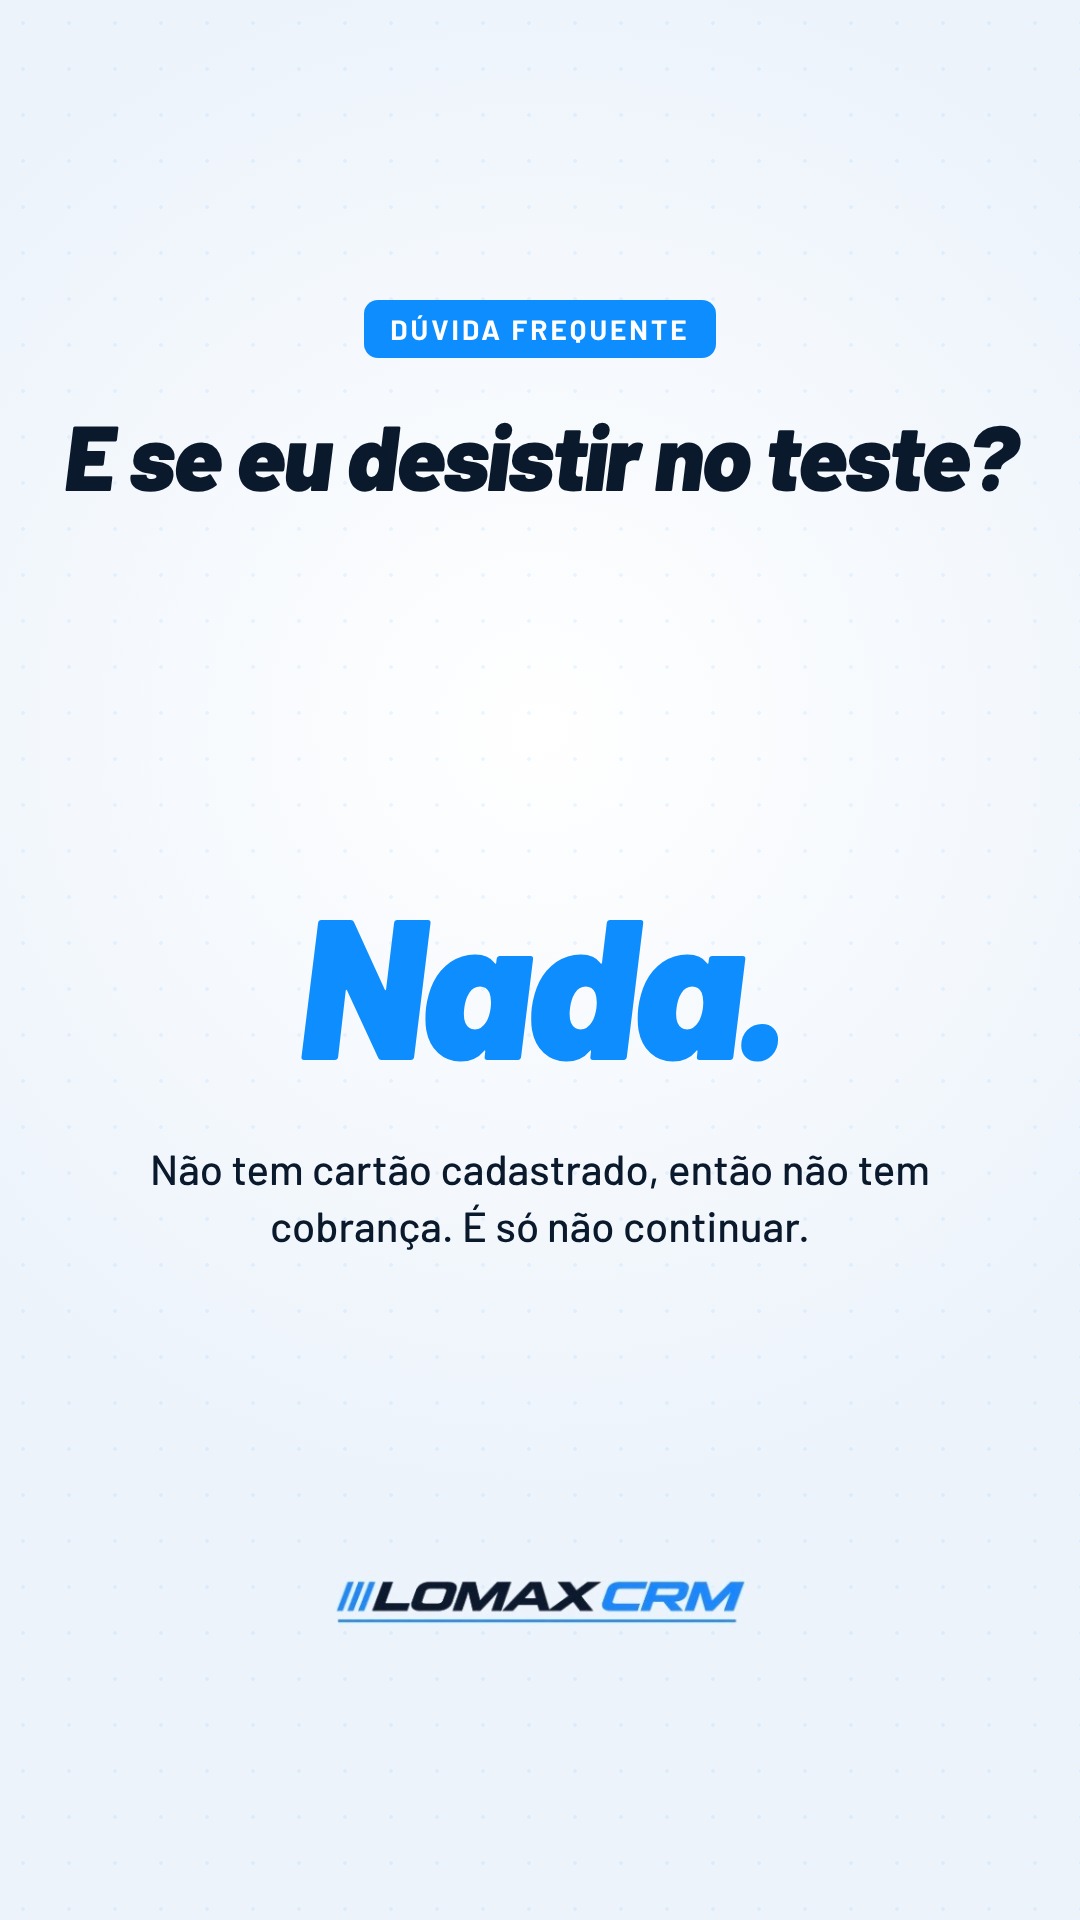 DÚVIDA FREQUENTE
E se eu desistir no teste?
Nada.
Não tem cartão cadastrado, então não tem
cobrança. É só não continuar.
LOMAX CRM